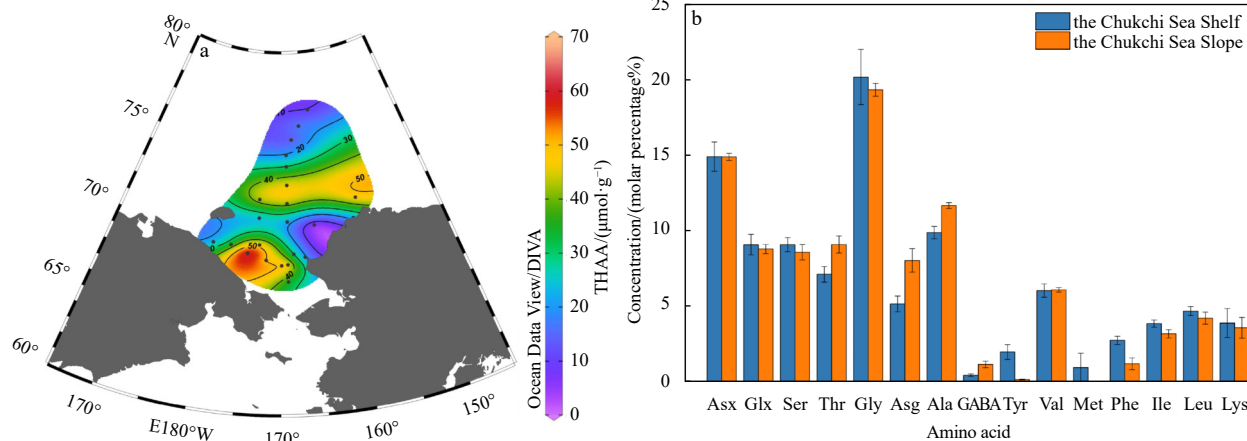 80°
N
a
75°
70°
65°
60°
170°
E180°W
170°
160°
150°
10
20
30
40
50
50
40
0
70
60
50
40
30
20
10
0
Ocean Data View/DIVA
THAA/(μmol·g⁻¹)
b
the Chukchi Sea Shelf
the Chukchi Sea Slope
25
20
15
10
5
0
Concentration/(molar percentage%)
Asx Glx Ser Thr Gly Asg Ala GABA Tyr Val Met Phe Ile Leu Lys
Amino acid